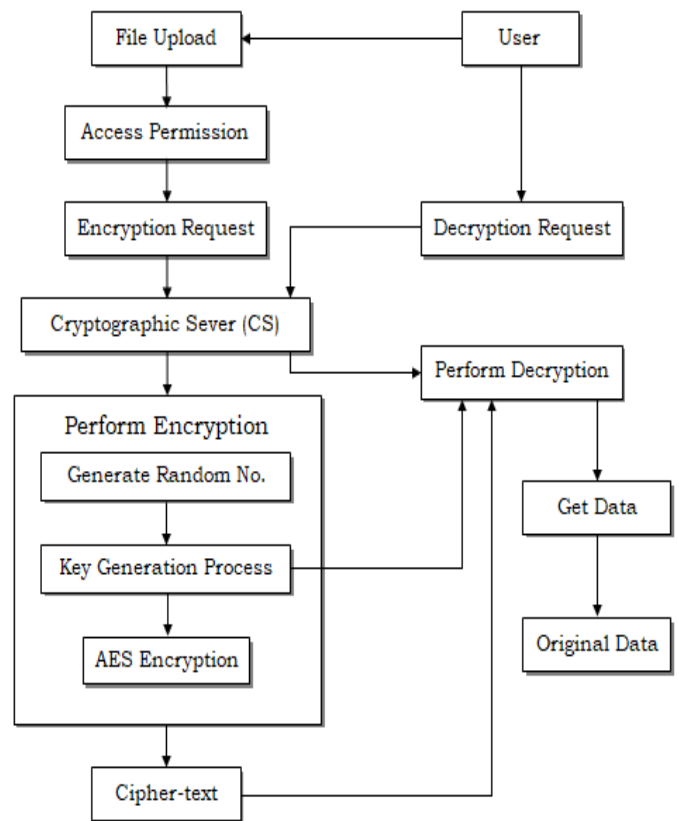 File Upload
User
Access Permission
Encryption Request
Decryption Request
Cryptographic Sever (CS)
Perform Decryption
Perform Encryption
Generate Random No.
Get Data
Key Generation Process
Original Data
AES Encryption
Cipher-text